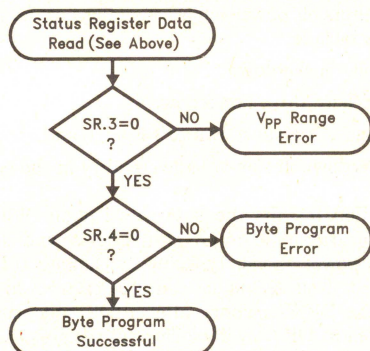 Status Register Data
Read (See Above)
SR.3=0
?
NO
VPP Range
Error
YES
SR.4=0
?
NO
Byte Program
Error
YES
Byte Program
Successful